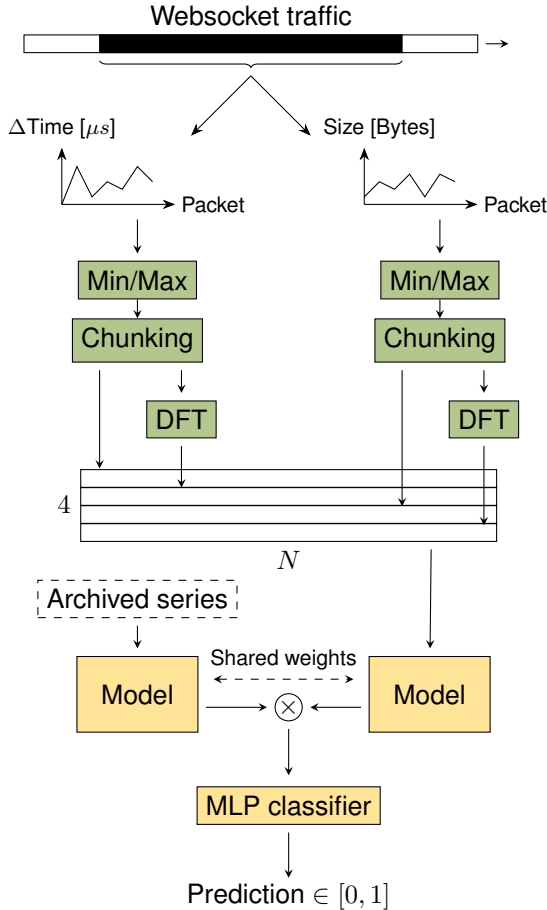 Websocket traffic
ΔTime [μs]
Size [Bytes]
Packet
Packet
Min/Max
Min/Max
Chunking
Chunking
DFT
DFT
4
N
Archived series
Shared weights
Model
Model
MLP classifier
Prediction ∈ [0, 1]